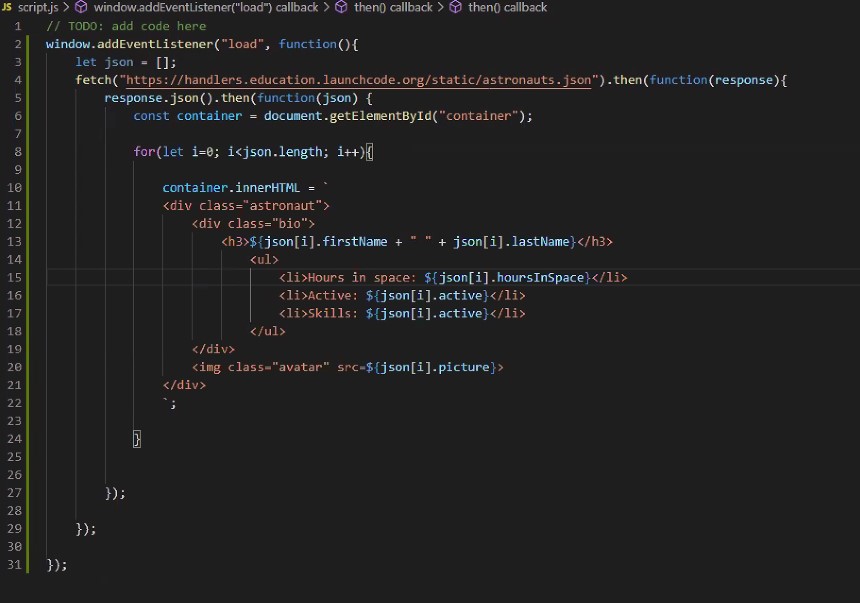 JS script.js > window.addEventListener("load") callback > then() callback > then() callback
1 // TODO: add code here
2 window.addEventListener("load", function(){
3 let json = [];
4 fetch("https://handlers.education.launchcode.org/static/astronauts.json").then(function(response){
5 response.json().then(function(json) {
6 const container = document.getElementById("container");
7
8 for(let i=0; i<json.length; i++){
9
10 container.innerHTML = `
11 <div class="astronaut">
12 <div class="bio">
13 <h3>${json[i].firstName + " " + json[i].lastName}</h3>
14 <ul>
15 <li>Hours in space: ${json[i].hoursInSpace}</li>
16 <li>Active: ${json[i].active}</li>
17 <li>Skills: ${json[i].active}</li>
18 </ul>
19 </div>
20 <img class="avatar" src=${json[i].picture}>
21 </div>
22 `;
23
24 }
25
26
27 });
28
29 });
30
31 });